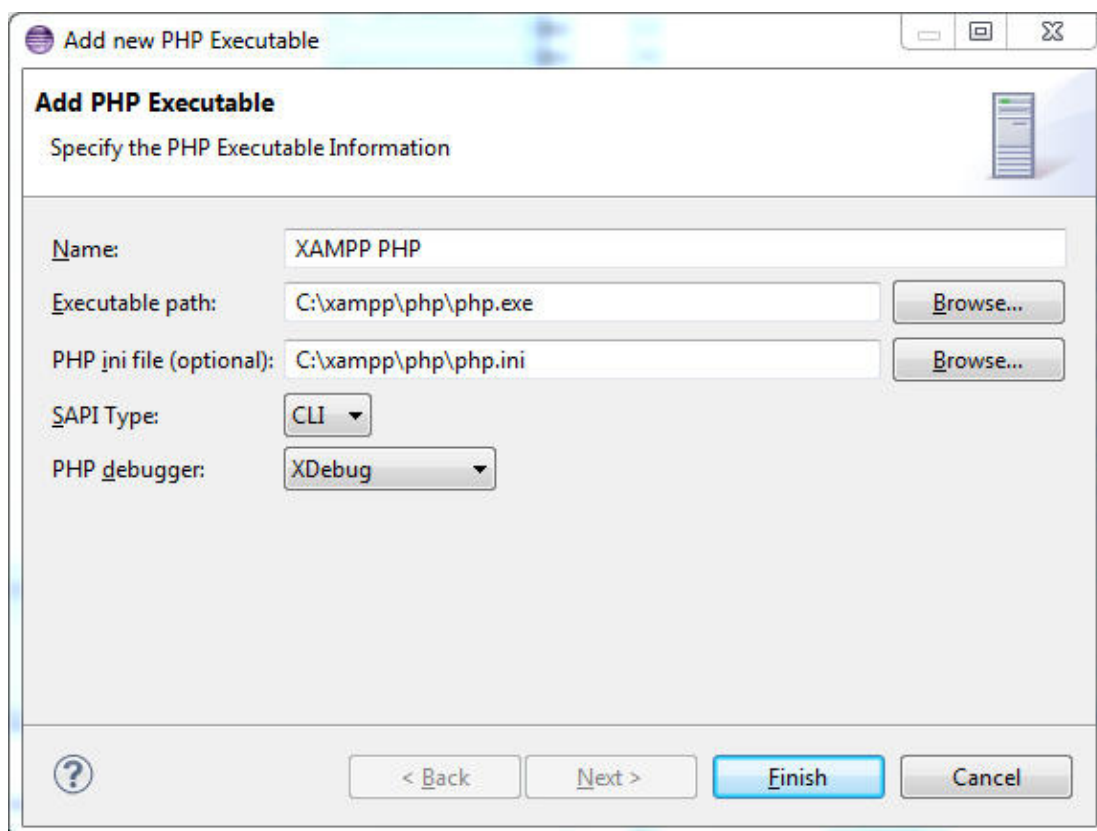 Add new PHP Executable
Add PHP Executable
Specify the PHP Executable Information
Name: XAMPP PHP
Executable path: C:\xampp\php\php.exe Browse...
PHP ini file (optional): C:\xampp\php\php.ini Browse...
SAPI Type: CLI
PHP debugger: XDebug
? < Back Next > Finish Cancel